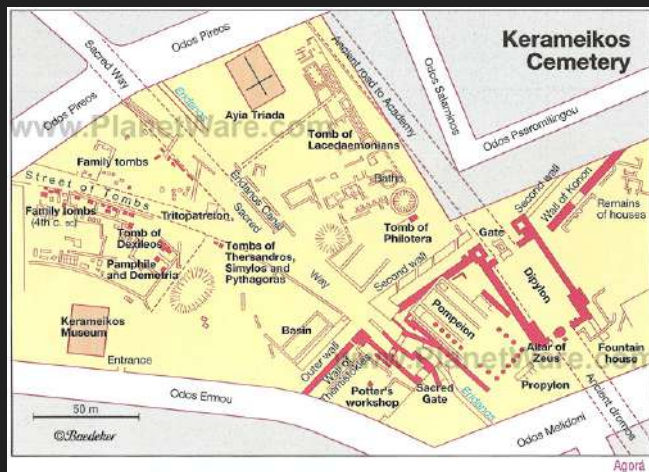 Kerameikos
Cemetery
Odos Pireos
Sacred Way
Odos Pireos
Eridanos
Ayia Triada
Ancient road to Academy
Odos Salaminos
Odos Psaromilingou
www.PlanetWare.com
Tomb of
Lacedaemonians
Family tombs
Street of Tombs
Eridanos Canal
Sacred
Way
Baths
Second wall
Wall of Konon
Remains
of houses
Family tombs
(4th c. BC)
Tritopatreion
Tomb of
Dexileos
Pamphile
and Demetria
Tombs of
Thersandros,
Simylos and
Pythagoras
Tomb of
Philotera
Gate
Second wall
Dipylon
Pompeion
Kerameikos
Museum
Basin
Entrance
Outer wall
Wall of
Themistokles
Altar of
Zeus
Fountain
house
www.PlanetWare.com
Potter's
workshop
Sacred
Gate
Eridanos
Propylon
Ancient dromos
Odos Ermou
Odos Melidoni
50 m
©Baedeker
Agorá